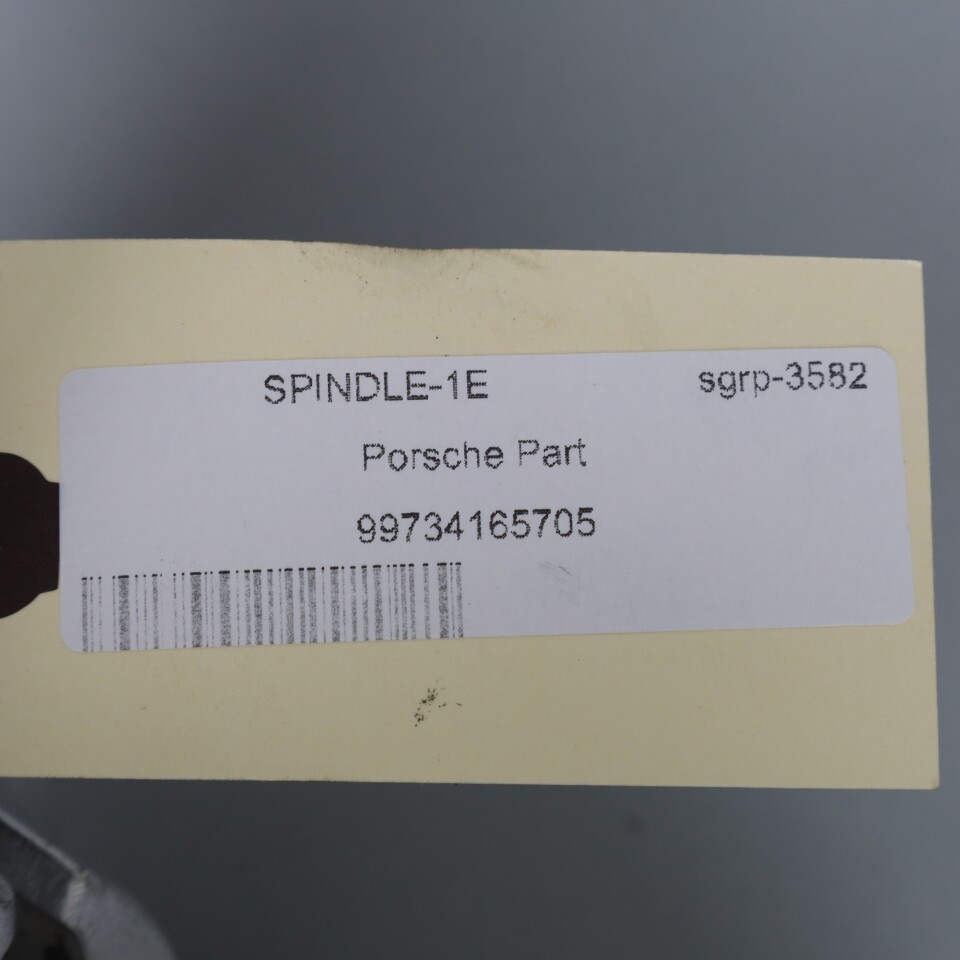 SPINDLE-1E sgrp-3582
Porsche Part
99734165705